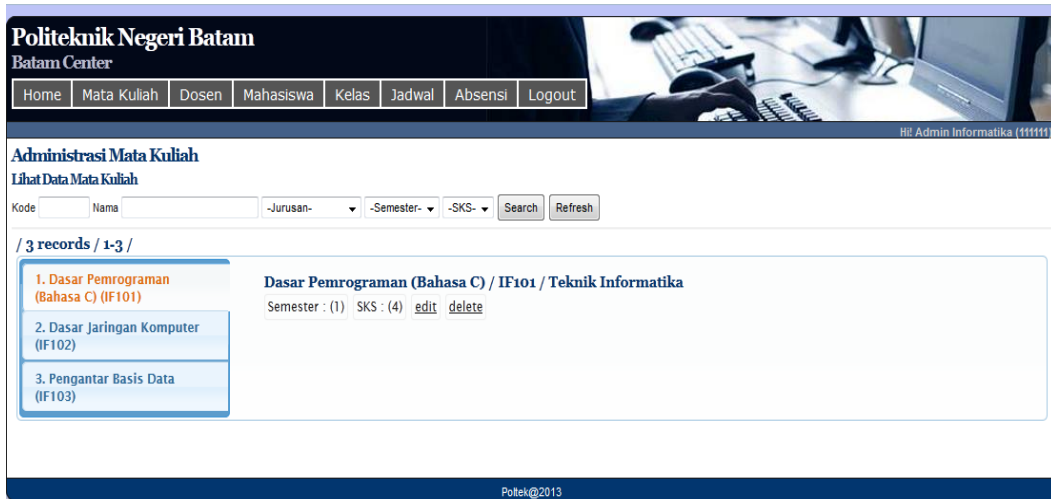 Politeknik Negeri Batam
Batam Center
Home Mata Kuliah Dosen Mahasiswa Kelas Jadwal Absensi Logout
Hi! Admin Informatika (111111)
Administrasi Mata Kuliah
Lihat Data Mata Kuliah
Kode Nama -Jurusan- -Semester- -SKS- Search Refresh
/ 3 records / 1-3 /
1. Dasar Pemrograman
(Bahasa C) (IF101)
2. Dasar Jaringan Komputer
(IF102)
3. Pengantar Basis Data
(IF103)
Dasar Pemrograman (Bahasa C) / IF101 / Teknik Informatika
Semester : (1) SKS : (4) edit delete
Poltek@2013